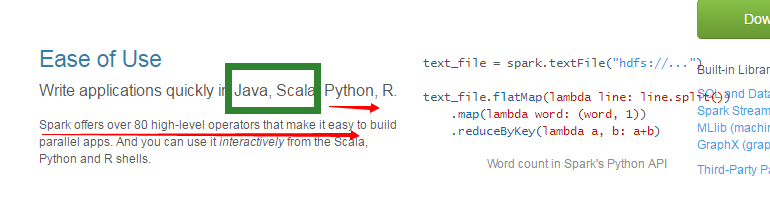 Ease of Use
Write applications quickly in Java, Scala, Python, R.
Spark offers over 80 high-level operators that make it easy to build
parallel apps. And you can use it interactively from the Scala,
Python and R shells.
text_file = spark.textFile("hdfs://...")
text_file.flatMap(lambda line: line.split())
.map(lambda word: (word, 1))
.reduceByKey(lambda a, b: a+b)
Word count in Spark's Python API
Dow
Built-in Librar
SQL and Data
Spark Stream
MLlib (machin
GraphX (grap
Third-Party Pa